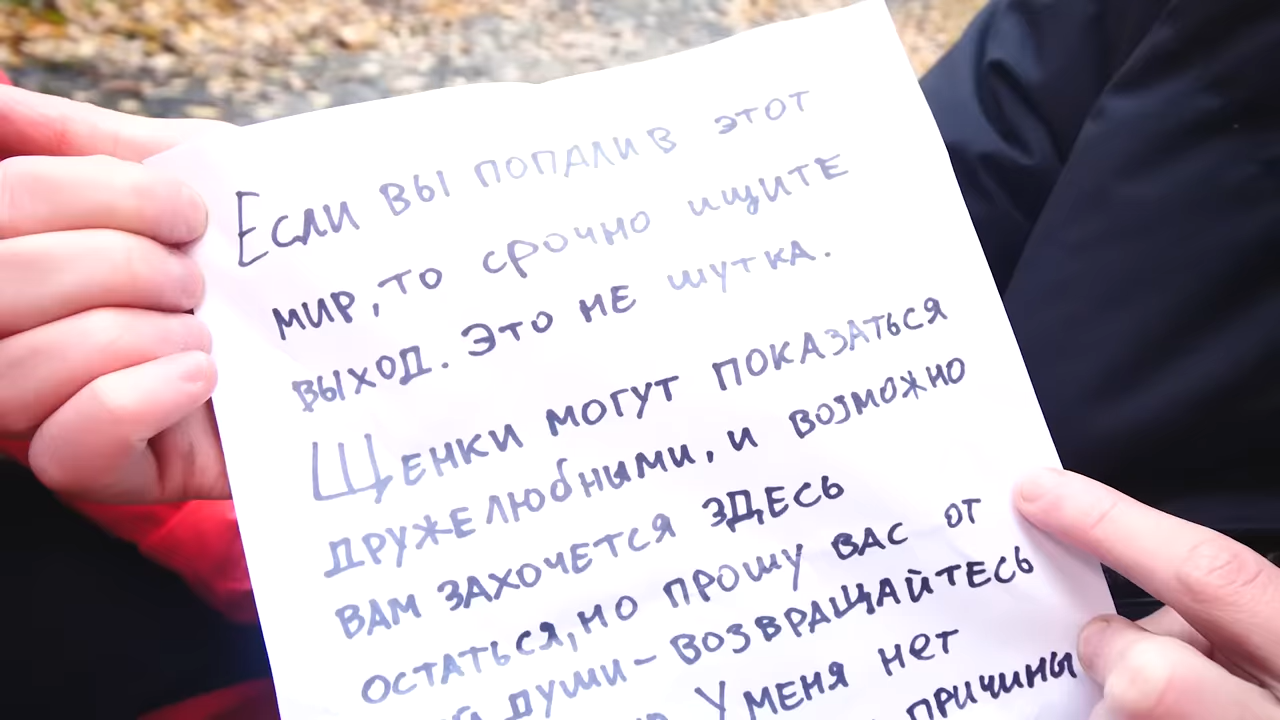 Если вы попали в этот
мир, то срочно ищите
выход. Это не шутка.
Щенки могут показаться
дружелюбными, и возможно
вам захочется здесь
остаться, но прошу вас от
души - возвращайтесь
У меня нет
причины